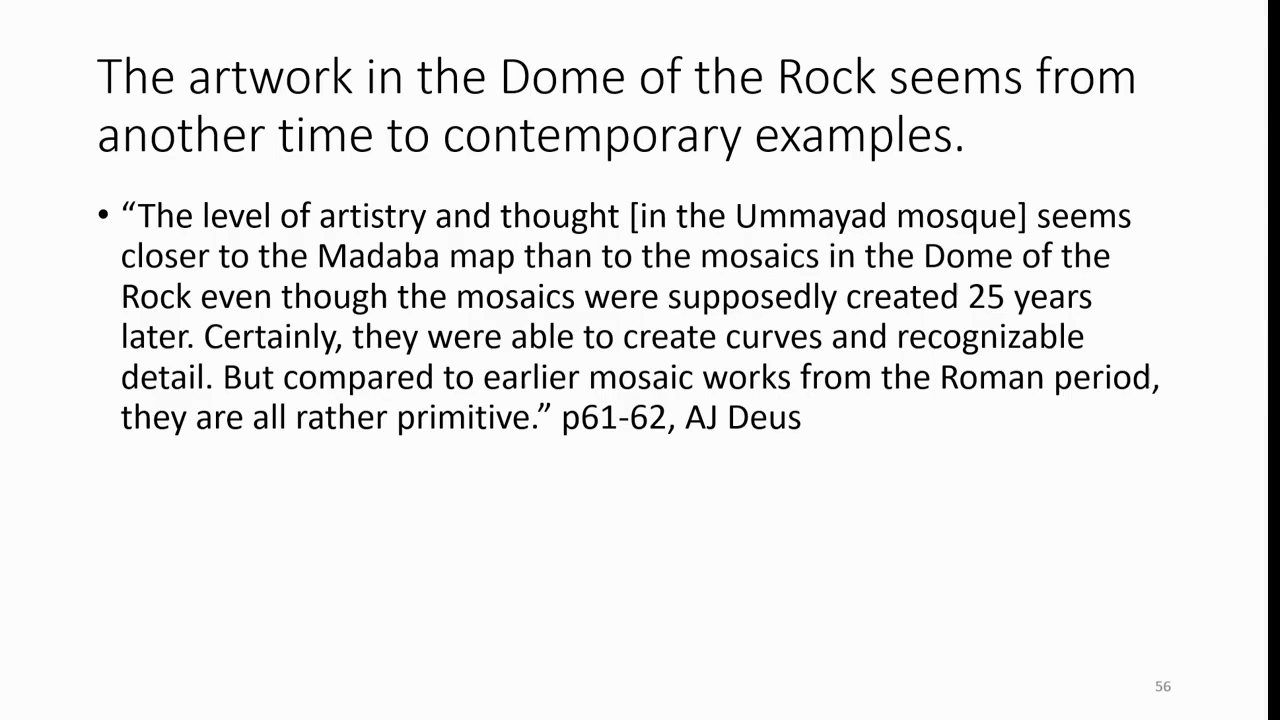 The artwork in the Dome of the Rock seems from
another time to contemporary examples.
• “The level of artistry and thought [in the Ummayad mosque] seems
closer to the Madaba map than to the mosaics in the Dome of the
Rock even though the mosaics were supposedly created 25 years
later. Certainly, they were able to create curves and recognizable
detail. But compared to earlier mosaic works from the Roman period,
they are all rather primitive.” p61-62, AJ Deus
56